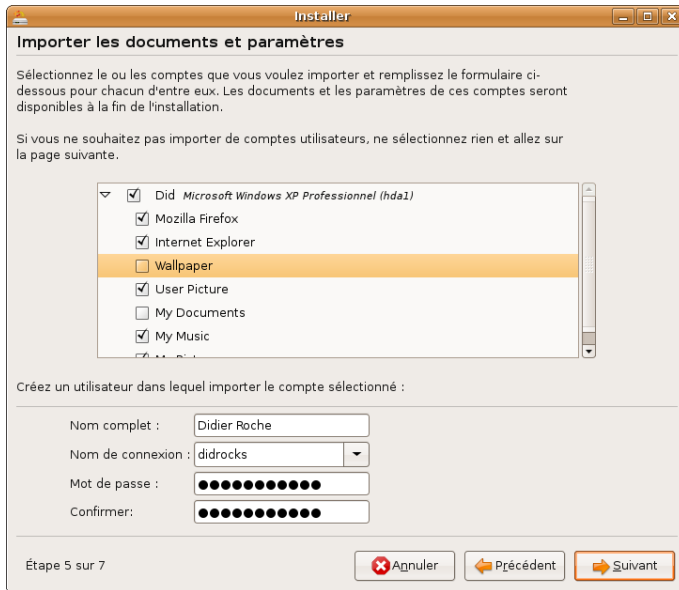 Installer
Importer les documents et paramètres
Sélectionnez le ou les comptes que vous voulez importer et remplissez le formulaire ci-
dessous pour chacun d'entre eux. Les documents et les paramètres de ces comptes seront
disponibles à la fin de l'installation.
Si vous ne souhaitez pas importer de comptes utilisateurs, ne sélectionnez rien et allez sur
la page suivante.
Did Microsoft Windows XP Professionnel (hda1)
Mozilla Firefox
Internet Explorer
Wallpaper
User Picture
My Documents
My Music
Créez un utilisateur dans lequel importer le compte sélectionné :
Nom complet : Didier Roche
Nom de connexion : didrocks
Mot de passe : ●●●●●●●●●●●
Confirmer: ●●●●●●●●●●●
Étape 5 sur 7 Annuler Précédent Suivant